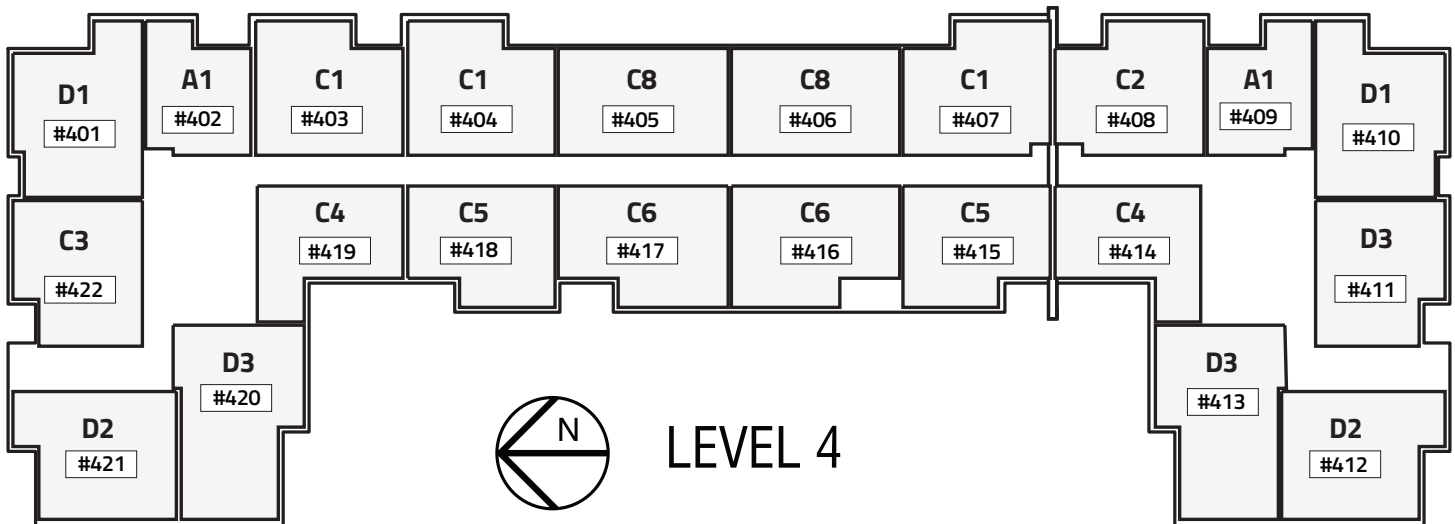 D1
#401
A1
#402
C1
#403
C1
#404
C8
#405
C8
#406
C1
#407
C2
#408
A1
#409
D1
#410
C3
#422
C4
#419
C5
#418
C6
#417
C6
#416
C5
#415
C4
#414
D3
#411
D2
#421
D3
#420
N
LEVEL 4
D3
#413
D2
#412